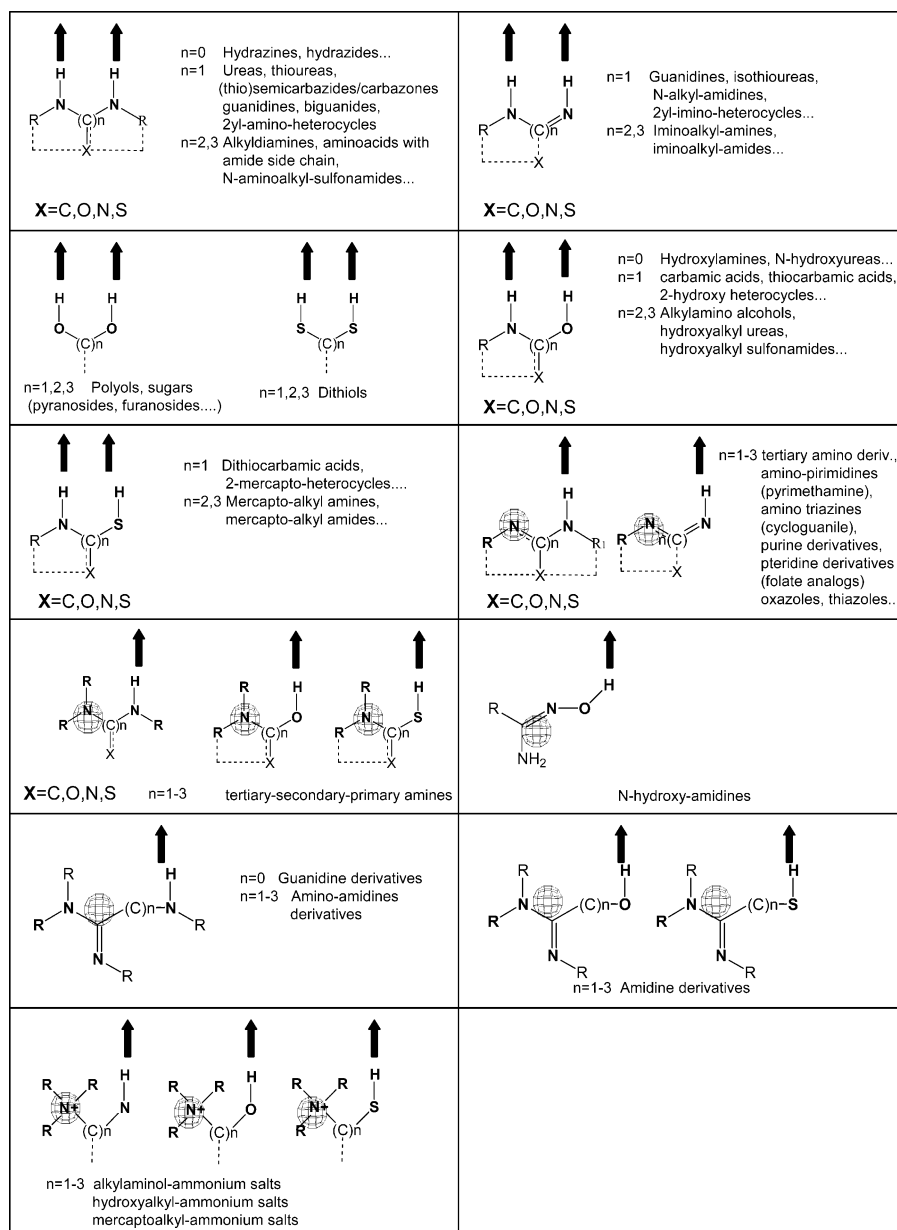 H H
N N
R (C)n R
X
X=C,O,N,S
n=0 Hydrazines, hydrazides...
n=1 Ureas, thioureas,
(thio)semicarbazides/carbazones
guanidines, biguanides,
2yl-amino-heterocycles
n=2,3 Alkyldiamines, aminoacids with
amide side chain,
N-aminoalkyl-sulfonamides...
H H
N N
R (C)n
X
X=C,O,N,S
n=1 Guanidines, isothioureas,
N-alkyl-amidines,
2yl-imino-heterocycles...
n=2,3 Iminoalkyl-amines,
iminoalkyl-amides...
H H
O O
(C)n
n=1,2,3 Polyols, sugars
(pyranosides, furanosides....)
H H
S S
(C)n
n=1,2,3 Dithiols
H H
N O
R (C)n
X
X=C,O,N,S
n=0 Hydroxylamines, N-hydroxyureas...
n=1 carbamic acids, thiocarbamic acids,
2-hydroxy heterocycles...
n=2,3 Alkylamino alcohols,
hydroxyalkyl ureas,
hydroxyalkyl sulfonamides...
H H
N S
R (C)n
X
X=C,O,N,S
n=1 Dithiocarbamic acids,
2-mercapto-heterocycles....
n=2,3 Mercapto-alkyl amines,
mercapto-alkyl amides...
H
N N
R (C)n R1
X
X=C,O,N,S
H
N N
R n(C)
X
n=1-3 tertiary amino deriv.,
amino-pirimidines
(pyrimethamine),
amino triazines
(cycloguanile),
purine derivatives,
pteridine derivatives
(folate analogs)
oxazoles, thiazoles...
R H
N N
R (C)n R
X
R H
N O
R (C)n
X
R H
N S
R (C)n
X
X=C,O,N,S n=1-3 tertiary-secondary-primary amines
H
R N O
NH2
N-hydroxy-amidines
R H
N (C)n-N
R R
N
R
n=0 Guanidine derivatives
n=1-3 Amino-amidines
derivatives
R H
N (C)n-O
R
N
R
R H
N (C)n-S
R
N
R
n=1-3 Amidine derivatives
R R H
N+ N
R (C)n
R R H
N+ O
R (C)n
R R H
N+ S
R (C)n
n=1-3 alkylaminol-ammonium salts
hydroxyalkyl-ammonium salts
mercaptoalkyl-ammonium salts